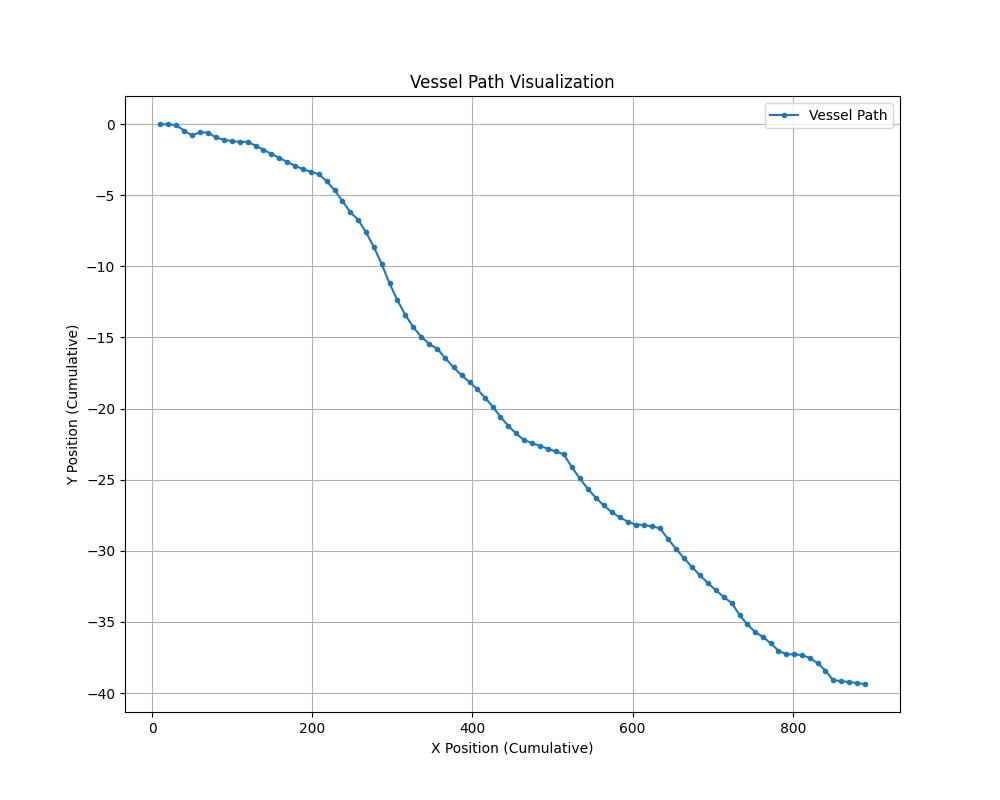 Vessel Path Visualization
Vessel Path
0
−5
−10
−15
−20
−25
−30
−35
−40
Y Position (Cumulative)
0 200 400 600 800
X Position (Cumulative)